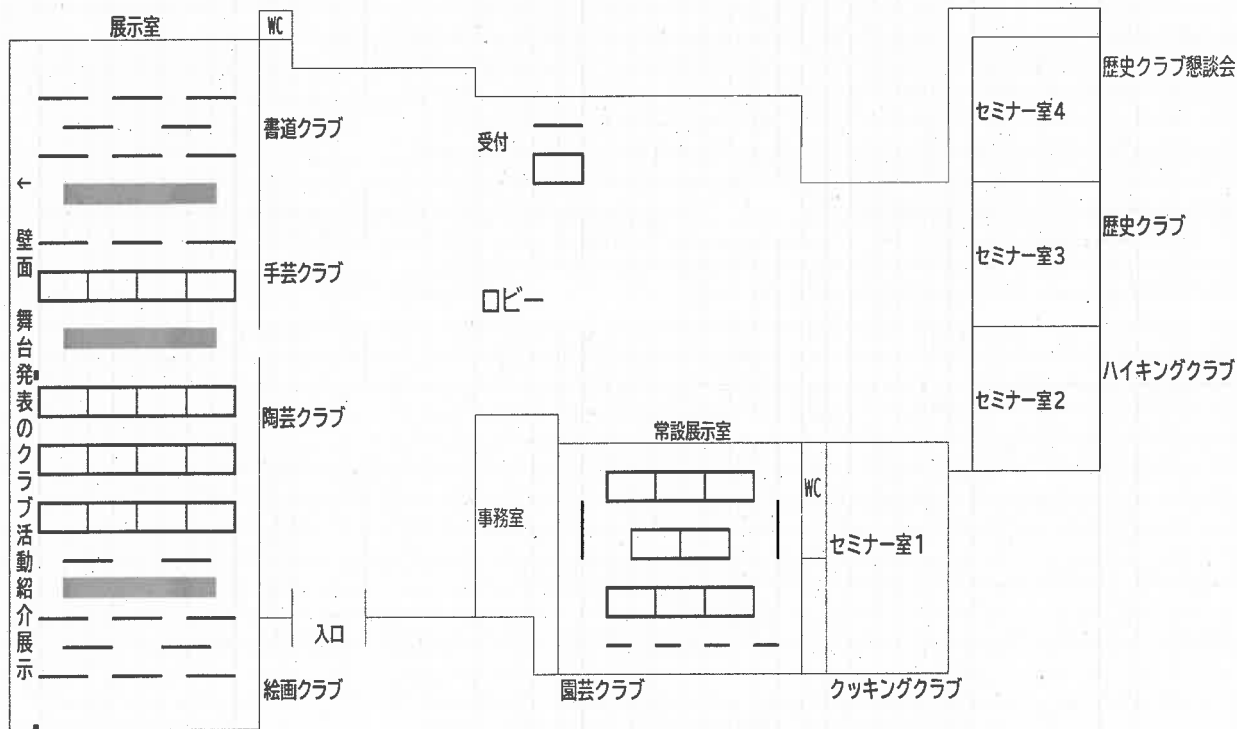 展示室
WC
書道クラブ
手芸クラブ
陶芸クラブ
絵画クラブ
← 壁面 舞台発表のクラブ活動紹介展示
受付
ロビー
事務室
入口
常設展示室
WC
園芸クラブ
セミナー室1
クッキングクラブ
セミナー室4
歴史クラブ懇談会
セミナー室3
歴史クラブ
セミナー室2
ハイキングクラブ